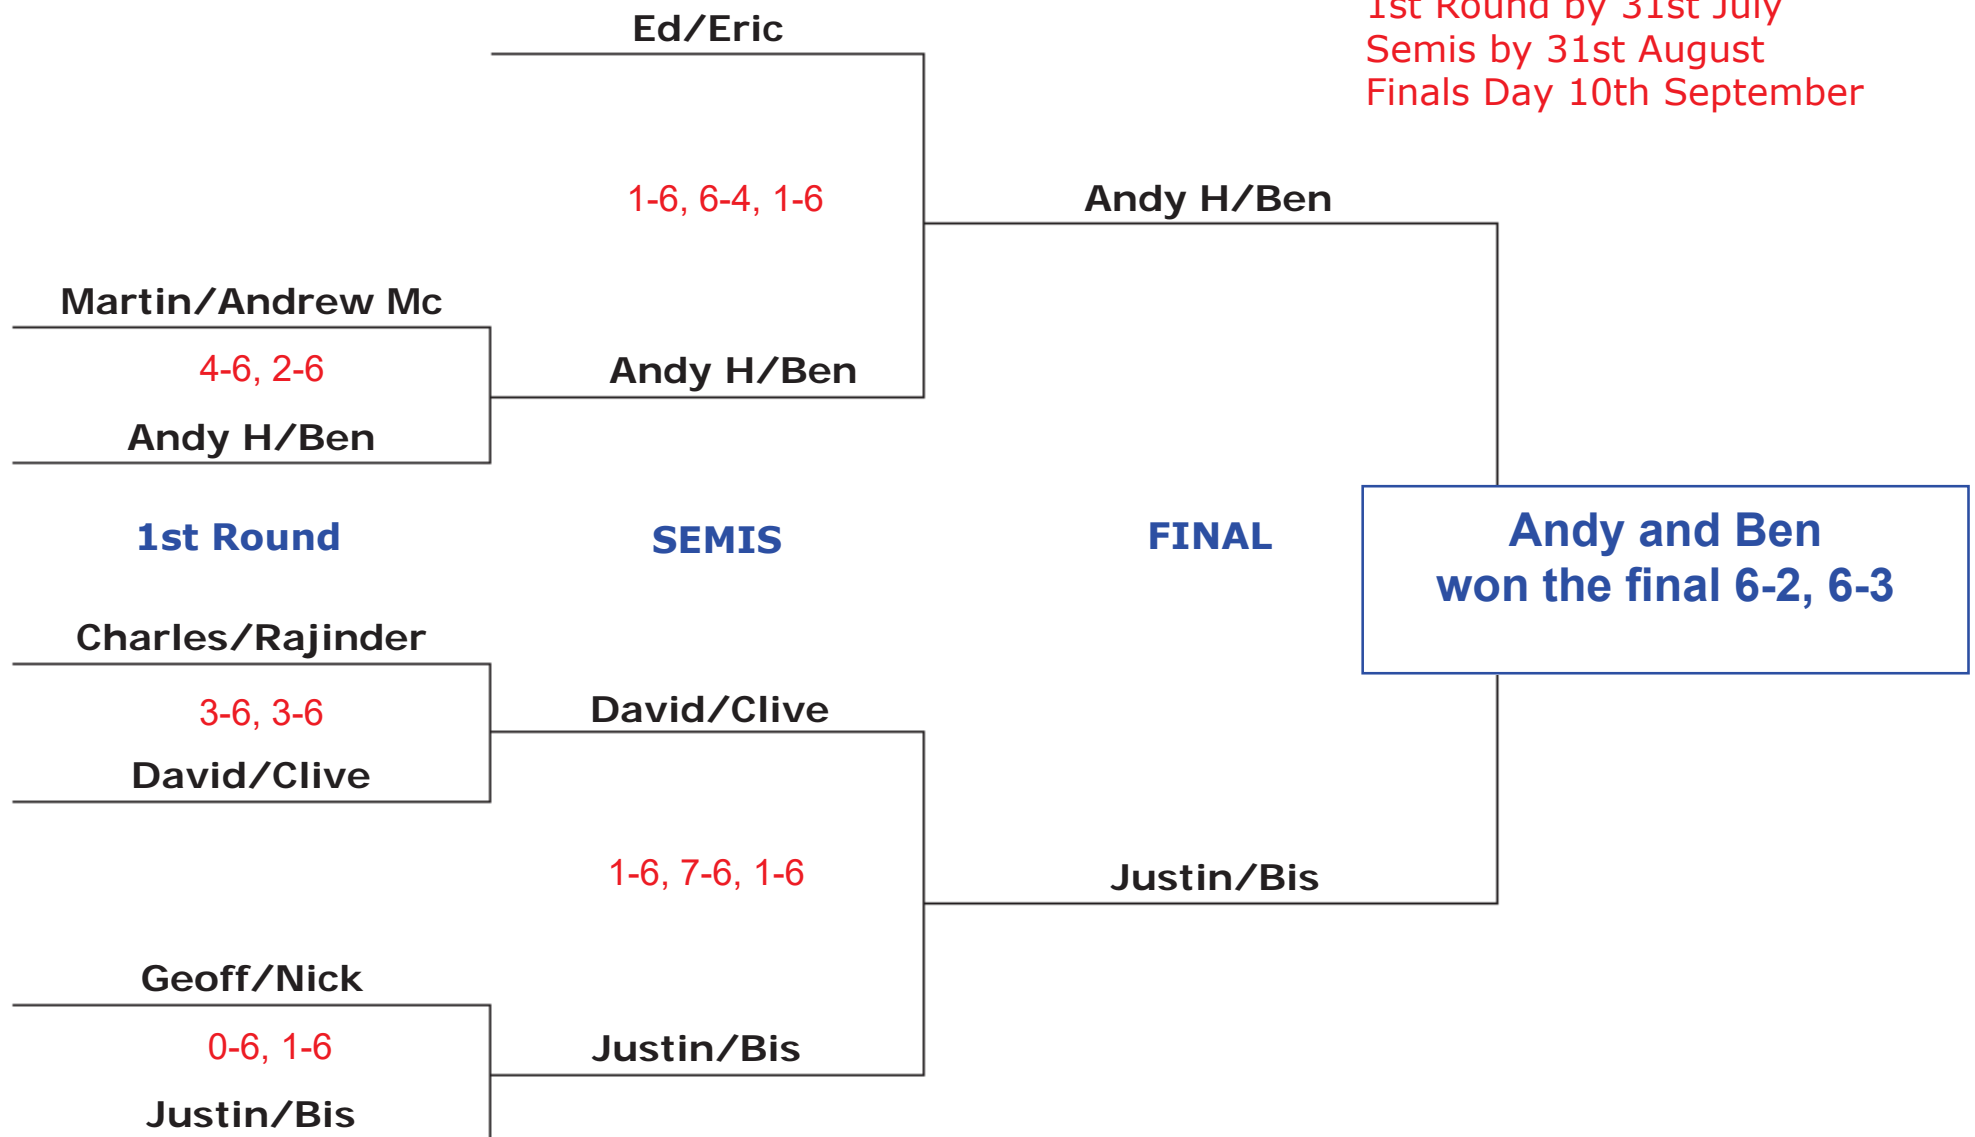 Ed/Eric
1st Round by 31st July
Semis by 31st August
Finals Day 10th September
1-6, 6-4, 1-6
Andy H/Ben
Martin/Andrew Mc
4-6, 2-6
Andy H/Ben
Andy H/Ben
1st Round
SEMIS
FINAL
Andy and Ben
won the final 6-2, 6-3
Charles/Rajinder
3-6, 3-6
David/Clive
David/Clive
1-6, 7-6, 1-6
Justin/Bis
Geoff/Nick
0-6, 1-6
Justin/Bis
Justin/Bis